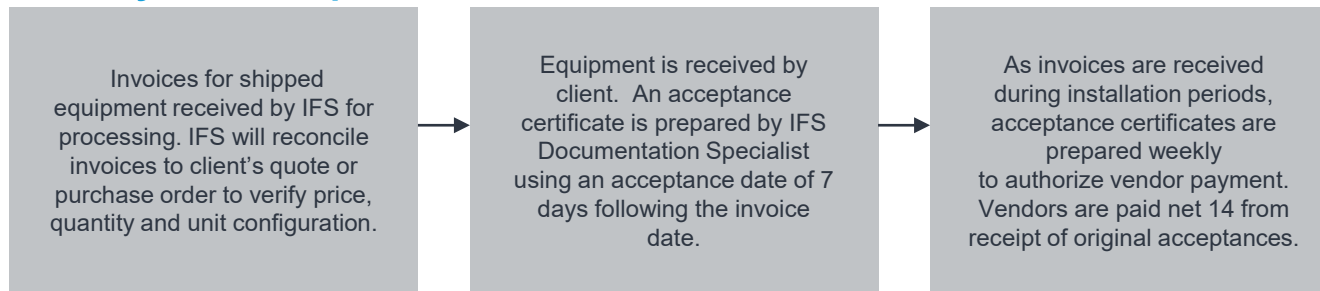 Invoices for shipped
equipment received by IFS for
processing. IFS will reconcile
invoices to client’s quote or
purchase order to verify price,
quantity and unit configuration.
Equipment is received by
client.  An acceptance
certificate is prepared by IFS
Documentation Specialist
using an acceptance date of 7
days following the invoice
date.
As invoices are received
during installation periods,
acceptance certificates are
prepared weekly
to authorize vendor payment.
Vendors are paid net 14 from
receipt of original acceptances.